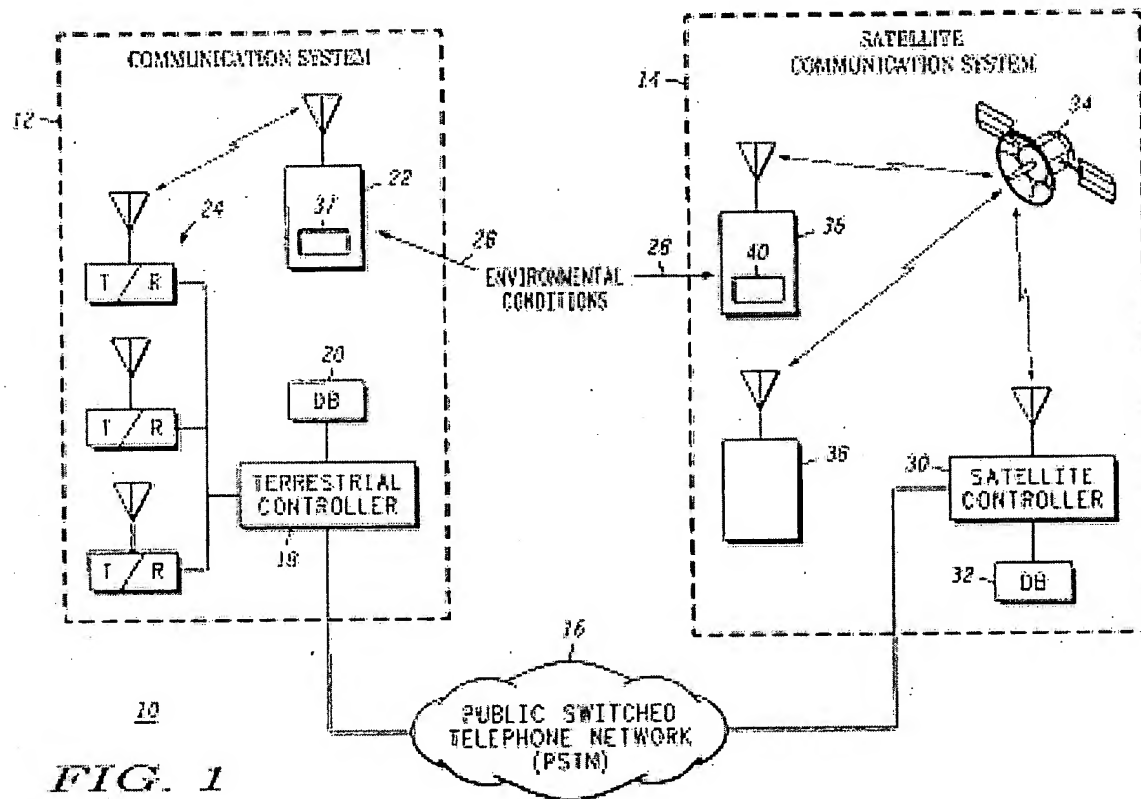 COMMUNICATION SYSTEM
12
22
37
24
T / R
T / R
T / R
26
ENVIRONMENTAL
CONDITIONS
28
20
DB
TERRESTRIAL
CONTROLLER
18
SATELLITE
COMMUNICATION SYSTEM
14
34
35
40
36
30
SATELLITE
CONTROLLER
32
DB
16
PUBLIC SWITCHED
TELEPHONE NETWORK
(PSTN)
10
FIG. 1